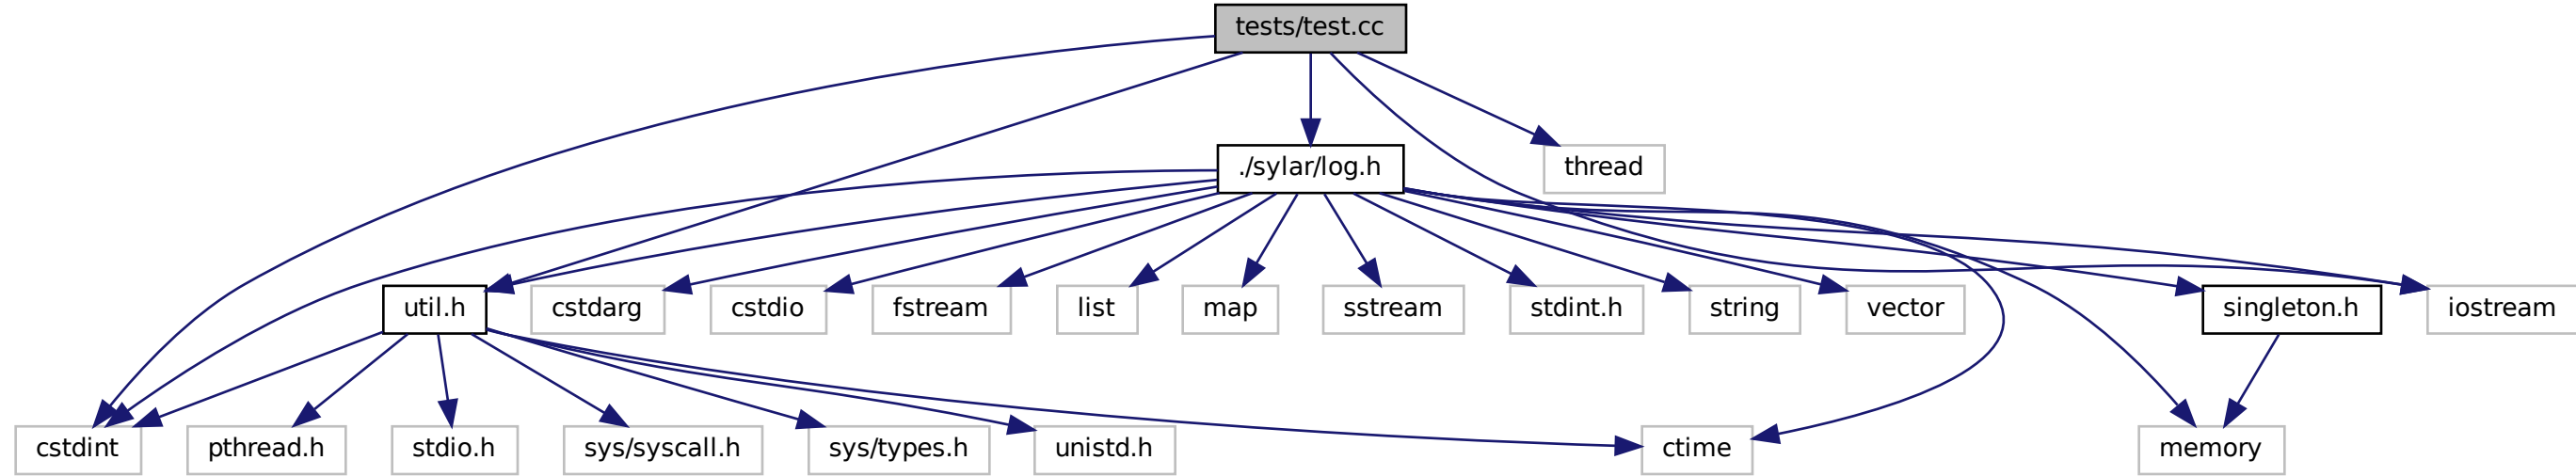 tests/test.cc
./sylar/log.h
thread
util.h
cstdarg
cstdio
fstream
list
map
sstream
stdint.h
string
vector
singleton.h
iostream
cstdint
pthread.h
stdio.h
sys/syscall.h
sys/types.h
unistd.h
ctime
memory